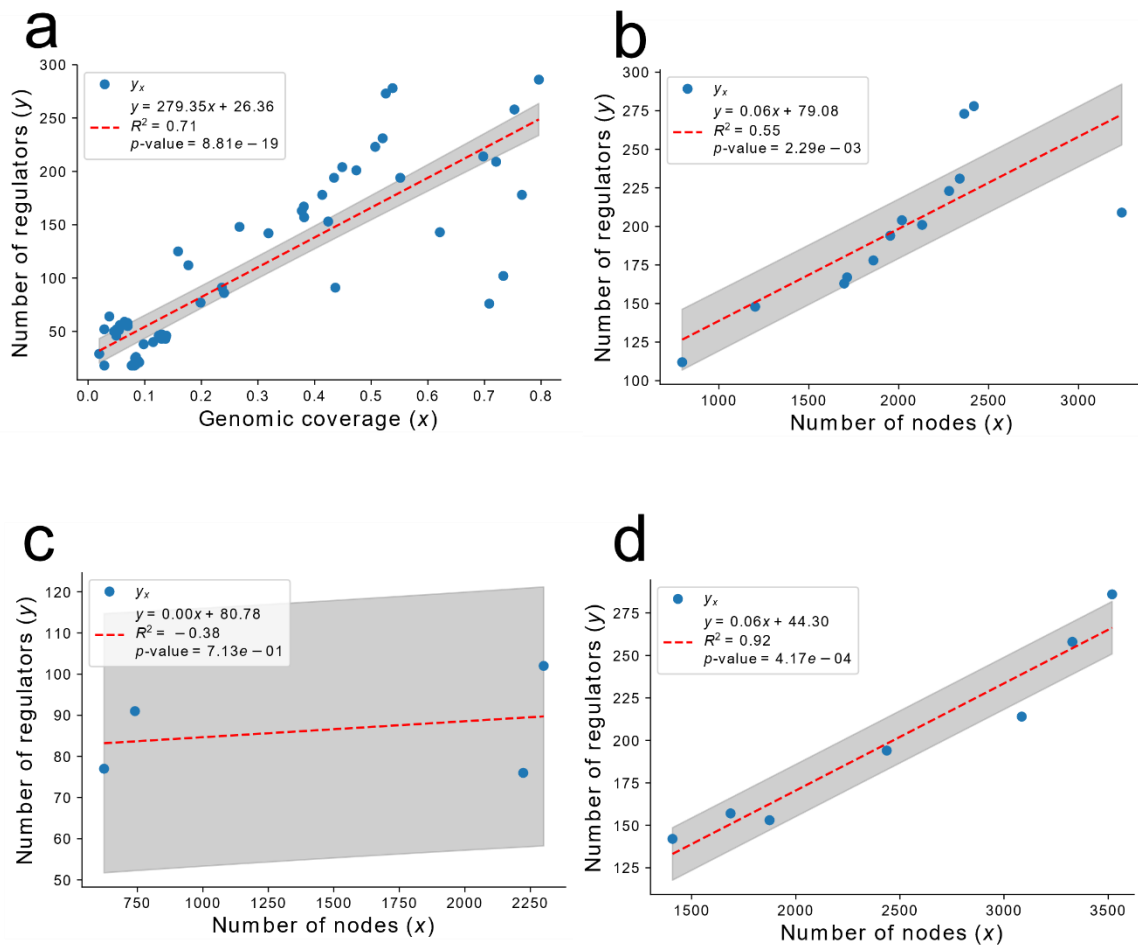 a
300
250
200
150
100
50
0.0 0.1 0.2 0.3 0.4 0.5 0.6 0.7 0.8
Number of regulators (y)
Genomic coverage (x)
yₓ
y = 279.35x + 26.36
R² = 0.71
p-value = 8.81e − 19
b
300
275
250
225
200
175
150
125
100
1000 1500 2000 2500 3000
Number of regulators (y)
Number of nodes (x)
yₓ
y = 0.06x + 79.08
R² = 0.55
p-value = 2.29e − 03
c
120
110
100
90
80
70
60
50
750 1000 1250 1500 1750 2000 2250
Number of regulators (y)
Number of nodes (x)
yₓ
y = 0.00x + 80.78
R² = −0.38
p-value = 7.13e − 01
d
275
250
225
200
175
150
125
1500 2000 2500 3000 3500
Number of regulators (y)
Number of nodes (x)
yₓ
y = 0.06x + 44.30
R² = 0.92
p-value = 4.17e − 04